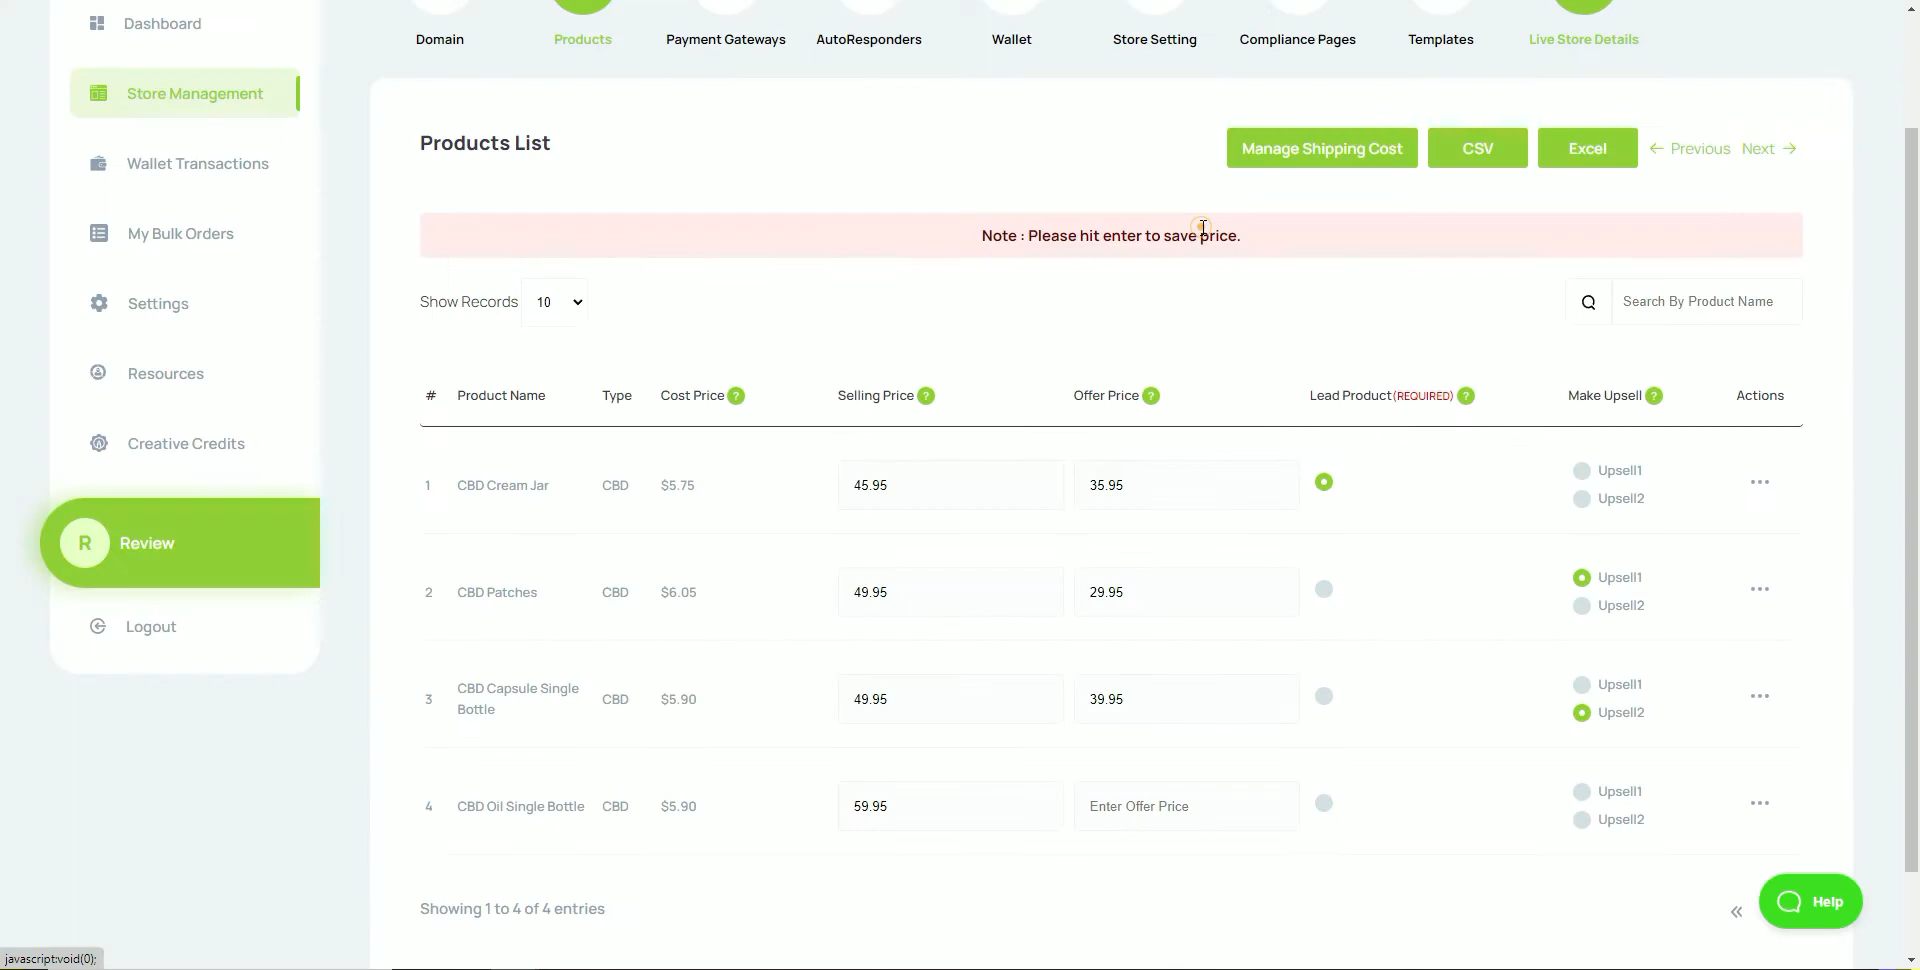 Dashboard
Store Management
Wallet Transactions
My Bulk Orders
Settings
Resources
Creative Credits
R Review
Logout
Domain Products Payment Gateways AutoResponders Wallet Store Setting Compliance Pages Templates Live Store Details
Products List
Manage Shipping Cost CSV Excel ← Previous Next →
Note : Please hit enter to save price.
Show Records 10 Search By Product Name
# Product Name Type Cost Price ? Selling Price ? Offer Price ? Lead Product(REQUIRED) ? Make Upsell ? Actions
1 CBD Cream Jar CBD $5.75 45.95 35.95 Upsell1
Upsell2
2 CBD Patches CBD $6.05 49.95 29.95 Upsell1
Upsell2
3 CBD Capsule Single
Bottle CBD $5.90 49.95 39.95 Upsell1
Upsell2
4 CBD Oil Single Bottle CBD $5.90 59.95 Enter Offer Price Upsell1
Upsell2
Showing 1 to 4 of 4 entries «
Help
javascript:void(0);